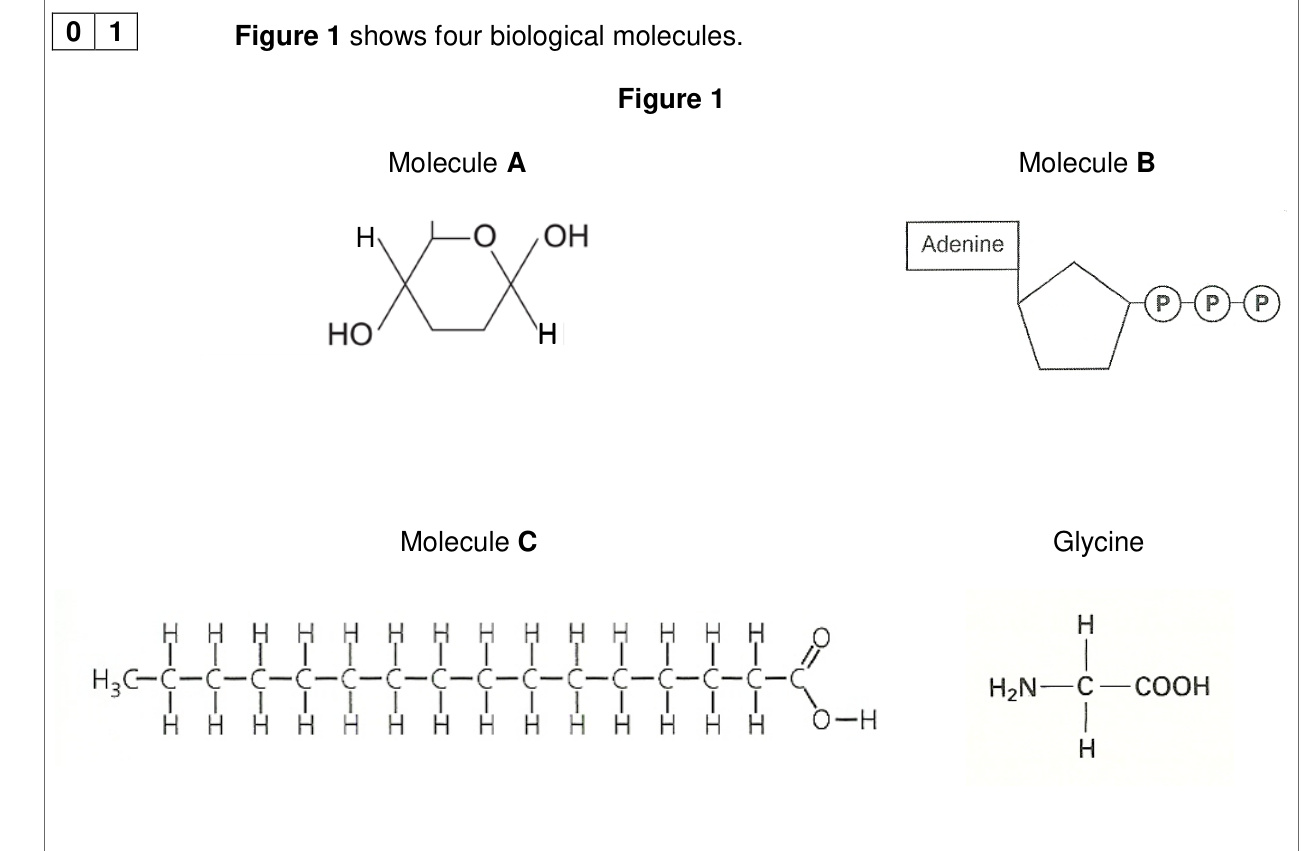 0 1 Figure 1 shows four biological molecules.
Figure 1
Molecule A Molecule B
H O OH
Adenine
P P P
HO H
Molecule C Glycine
H H H H H H H H H H H H H H O
H
H₃C–C–C–C–C–C–C–C–C–C–C–C–C–C–C–C
H₂N–C–COOH
H H H H H H H H H H H H H H O–H
H